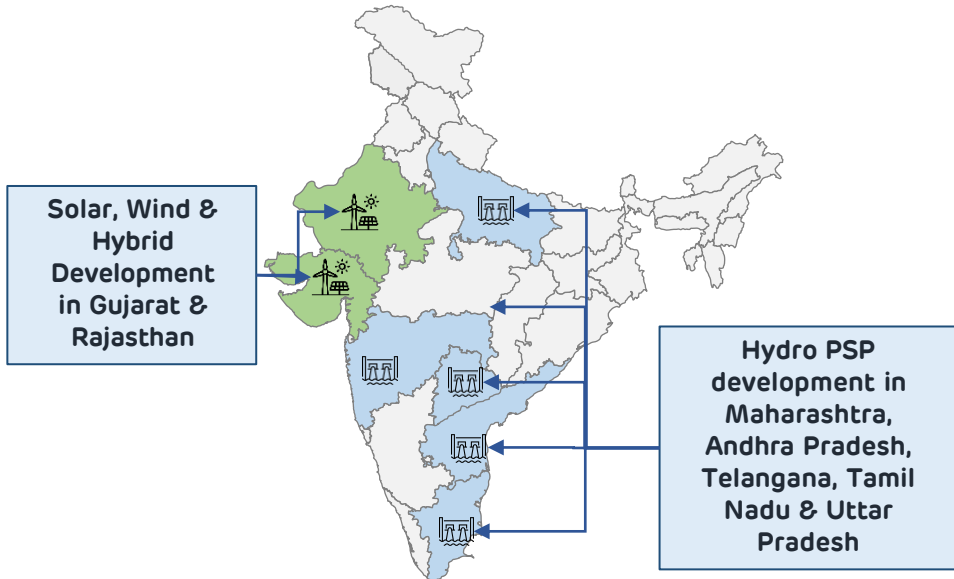 Solar, Wind &
Hybrid
Development
in Gujarat &
Rajasthan
Hydro PSP
development in
Maharashtra,
Andhra Pradesh,
Telangana, Tamil
Nadu & Uttar
Pradesh